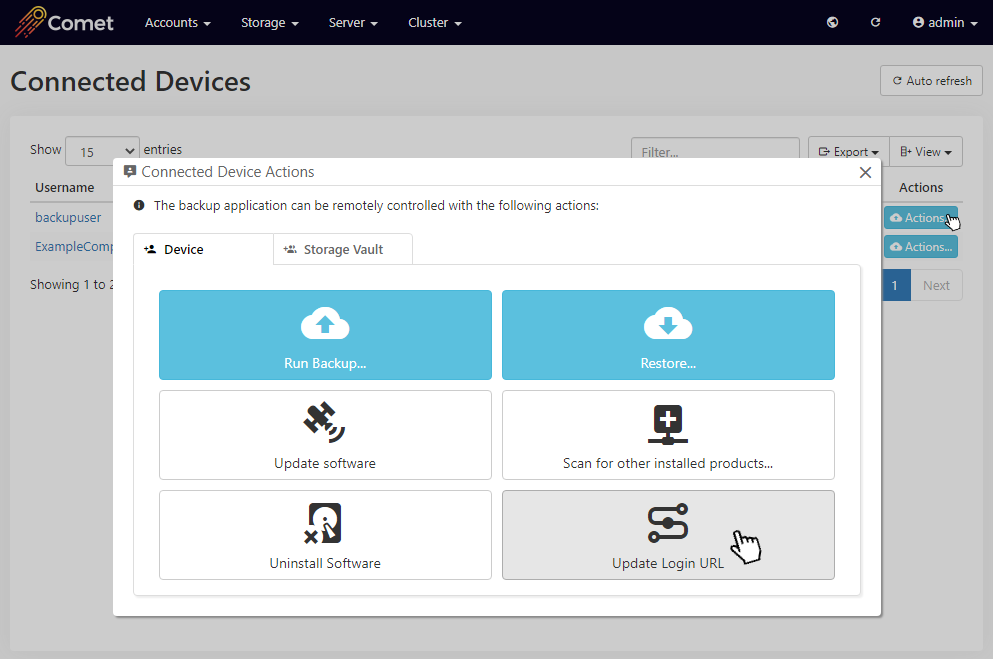 Comet Accounts Storage Server Cluster admin
Connected Devices
Auto refresh
Show 15 entries
Filter...
Export
View
Connected Device Actions
Username
Actions
The backup application can be remotely controlled with the following actions:
backupuser
Actions
ExampleComp
Actions...
Device
Storage Vault
Showing 1 to 2
1
Next
Run Backup...
Restore...
Update software
Scan for other installed products...
Uninstall Software
Update Login URL